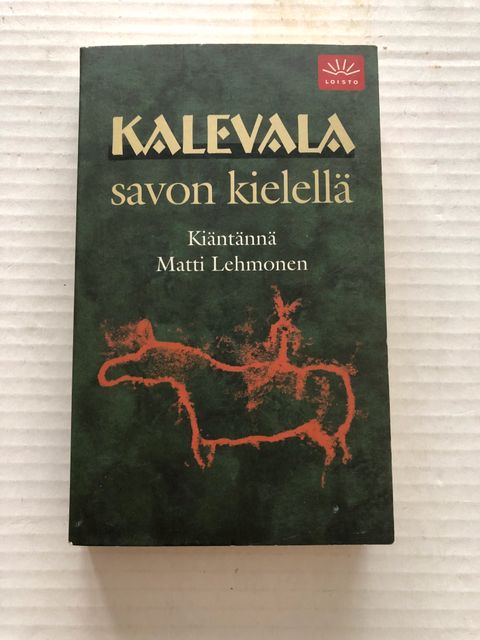 LOISTO
KALEVALA
savon kielellä
Kiäntännä
Matti Lehmonen